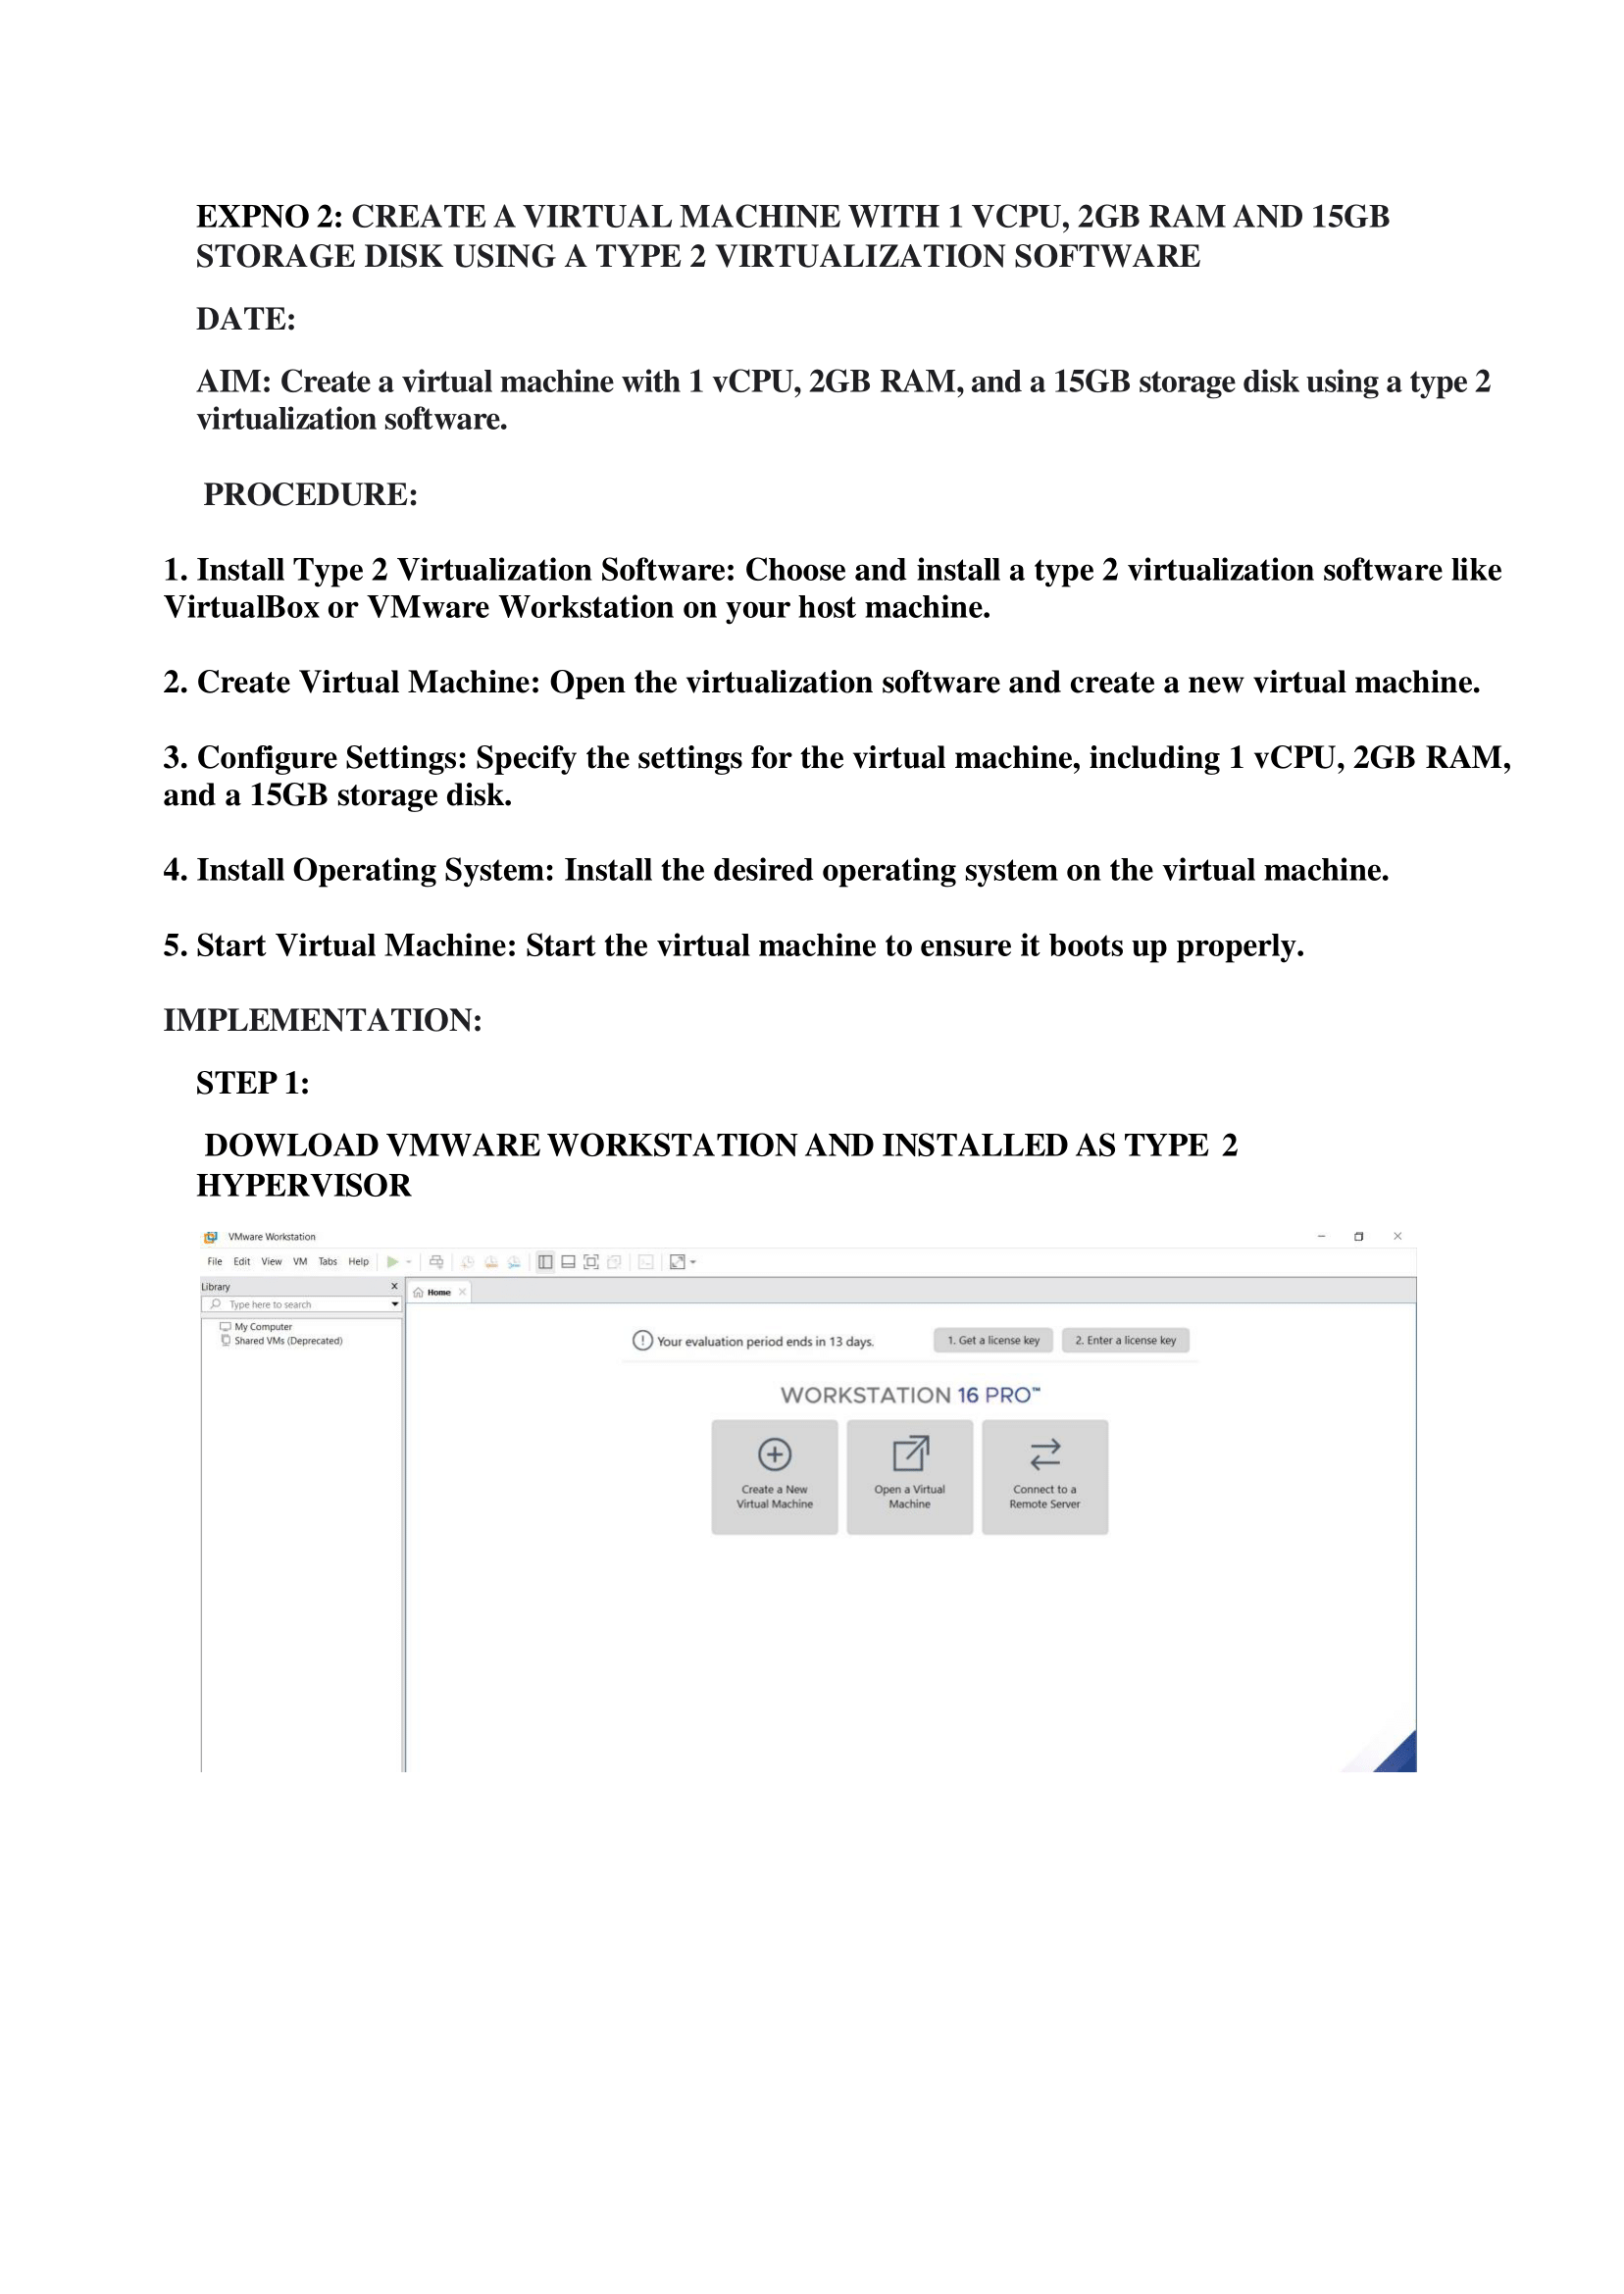 EXPNO 2: CREATE A VIRTUAL MACHINE WITH 1 VCPU, 2GB RAM AND 15GB
STORAGE DISK USING A TYPE 2 VIRTUALIZATION SOFTWARE
DATE:
AIM: Create a virtual machine with 1 vCPU, 2GB RAM, and a 15GB storage disk using a type 2
virtualization software.
PROCEDURE:
1. Install Type 2 Virtualization Software: Choose and install a type 2 virtualization software like
VirtualBox or VMware Workstation on your host machine.
2. Create Virtual Machine: Open the virtualization software and create a new virtual machine.
3. Configure Settings: Specify the settings for the virtual machine, including 1 vCPU, 2GB RAM,
and a 15GB storage disk.
4. Install Operating System: Install the desired operating system on the virtual machine.
5. Start Virtual Machine: Start the virtual machine to ensure it boots up properly.
IMPLEMENTATION:
STEP 1:
DOWLOAD VMWARE WORKSTATION AND INSTALLED AS TYPE 2
HYPERVISOR
VMware Workstation
File Edit View VM Tabs Help
Library
Type here to search
My Computer
Shared VMs (Deprecated)
Home
Your evaluation period ends in 13 days.
1. Get a license key
2. Enter a license key
WORKSTATION 16 PRO™
Create a New
Virtual Machine
Open a Virtual
Machine
Connect to a
Remote Server